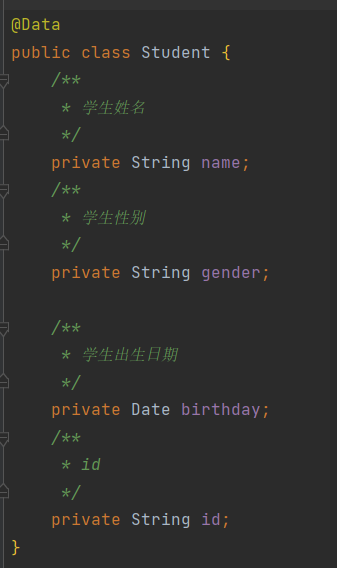 @Data
public class Student {
/**
* 学生姓名
*/
private String name;
/**
* 学生性别
*/
private String gender;
/**
* 学生出生日期
*/
private Date birthday;
/**
* id
*/
private String id;
}